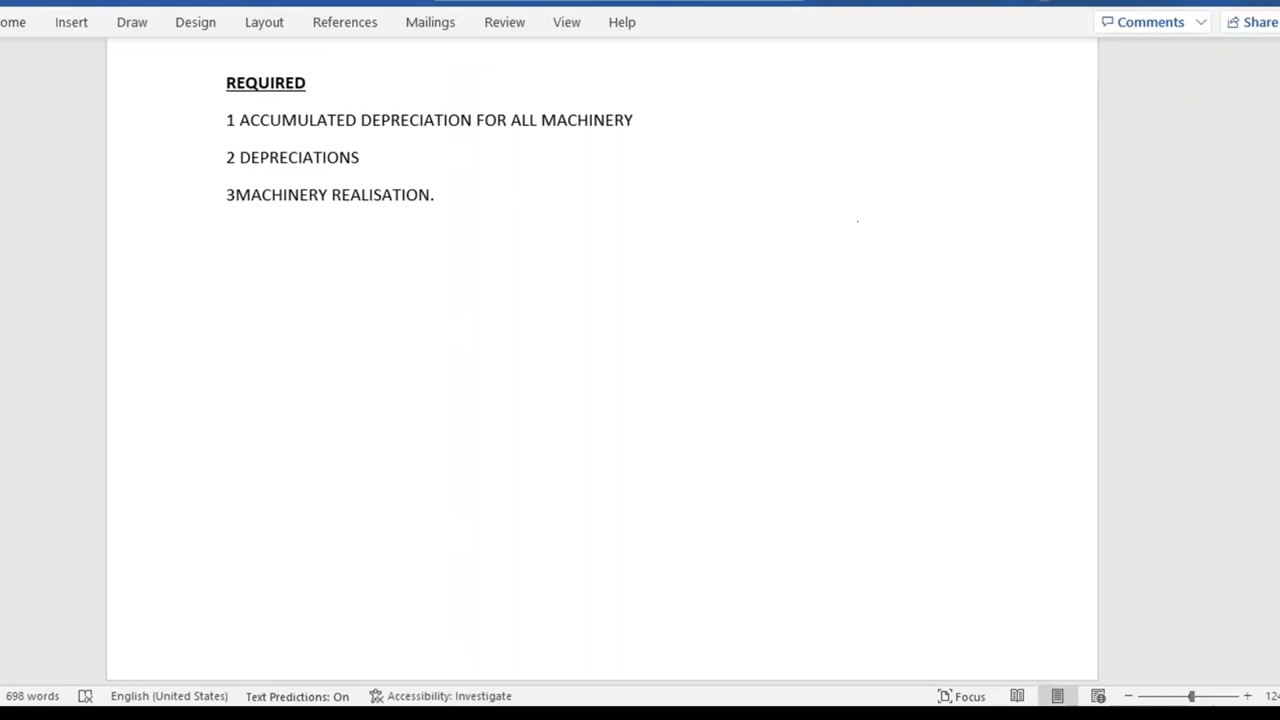 ome Insert Draw Design Layout References Mailings Review View Help Comments Share
REQUIRED
1 ACCUMULATED DEPRECIATION FOR ALL MACHINERY
2 DEPRECIATIONS
3MACHINERY REALISATION.
698 words English (United States) Text Predictions: On Accessibility: Investigate Focus 124